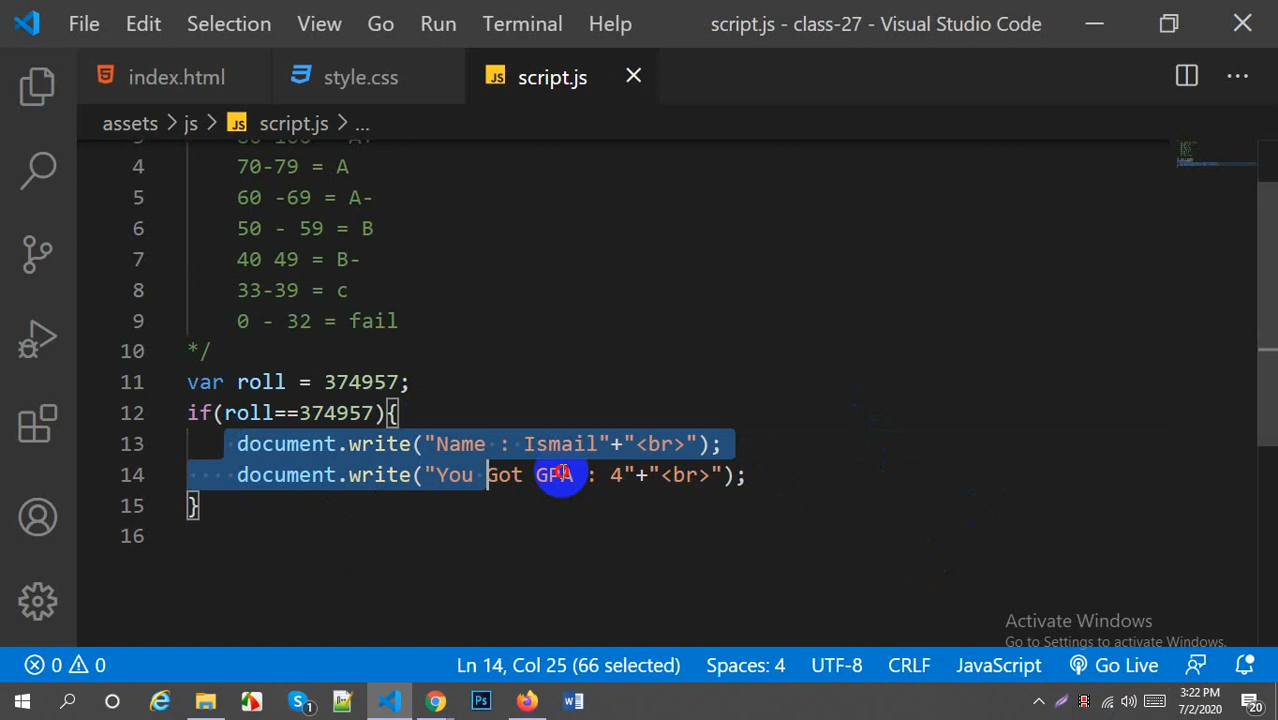 File Edit Selection View Go Run Terminal Help script.js - class-27 - Visual Studio Code
index.html style.css JS script.js
assets > js > JS script.js > ...
4 70-79 = A
5 60 -69 = A-
6 50 - 59 = B
7 40 49 = B-
8 33-39 = c
9 0 - 32 = fail
10 */
11 var roll = 374957;
12 if(roll==374957){
13 document.write("Name : Ismail"+"<br>");
14 document.write("You Got GPA : 4"+"<br>");
15 }
16
Activate Windows
Go to Settings to activate Windows.
0 0 Ln 14, Col 25 (66 selected) Spaces: 4 UTF-8 CRLF JavaScript Go Live
3:22 PM
7/2/2020
20